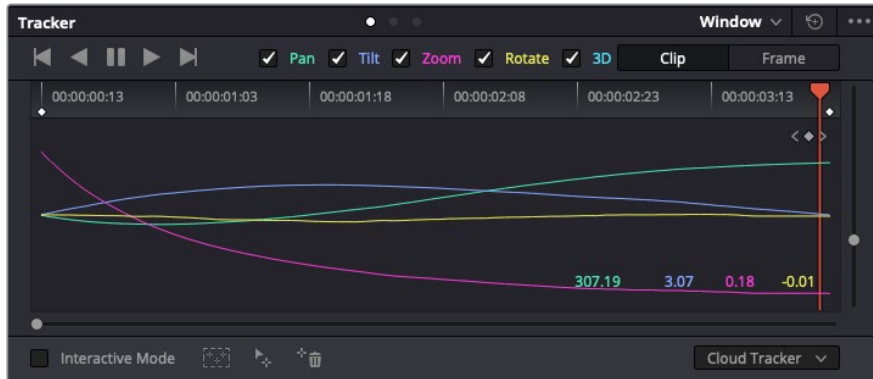 Tracker Window
Pan Tilt Zoom Rotate 3D Clip Frame
00:00:00:13 00:00:01:03 00:00:01:18 00:00:02:08 00:00:02:23 00:00:03:13
307.19 3.07 0.18 -0.01
Interactive Mode Cloud Tracker